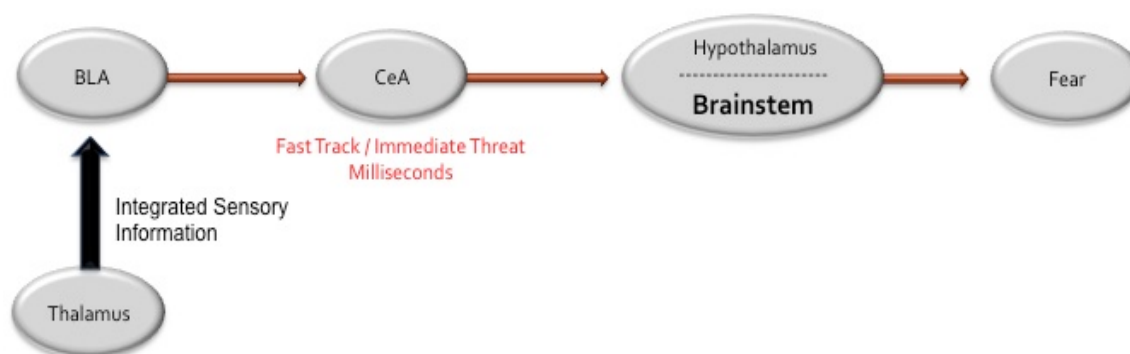 BLA
CeA
Hypothalamus
Brainstem
Fear
Fast Track / Immediate Threat
Milliseconds
Integrated Sensory
Information
Thalamus